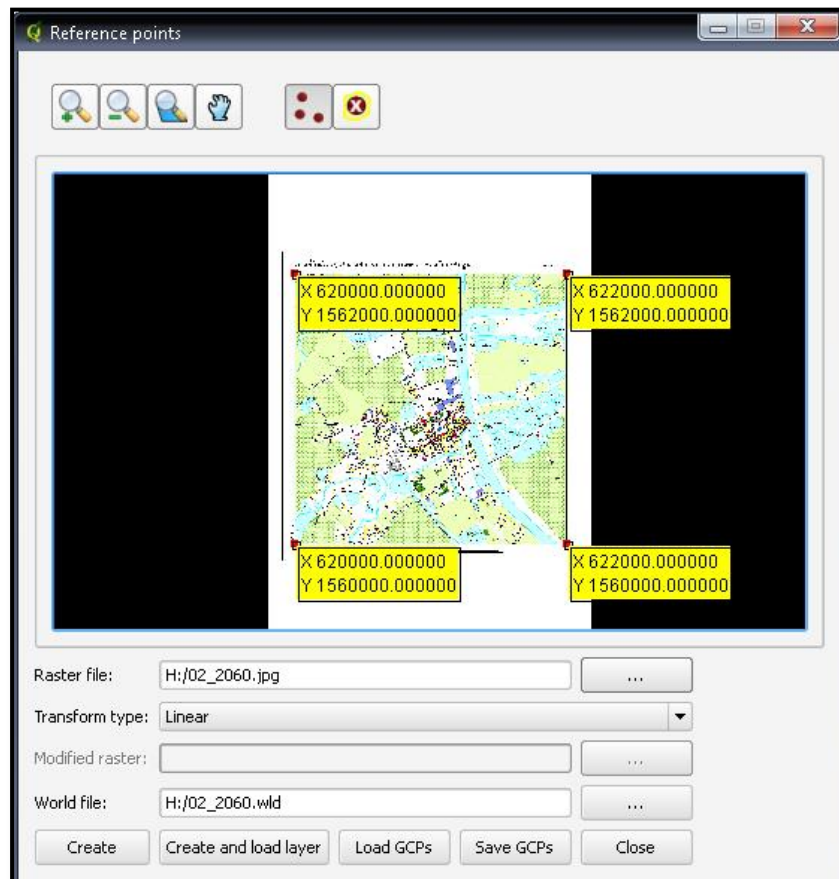 Reference points
X 620000.000000
Y 1562000.000000
X 622000.000000
Y 1562000.000000
X 620000.000000
Y 1560000.000000
X 622000.000000
Y 1560000.000000
Raster file: H:/02_2060.jpg ...
Transform type: Linear
Modified raster: ...
World file: H:/02_2060.wld ...
Create Create and load layer Load GCPs Save GCPs Close